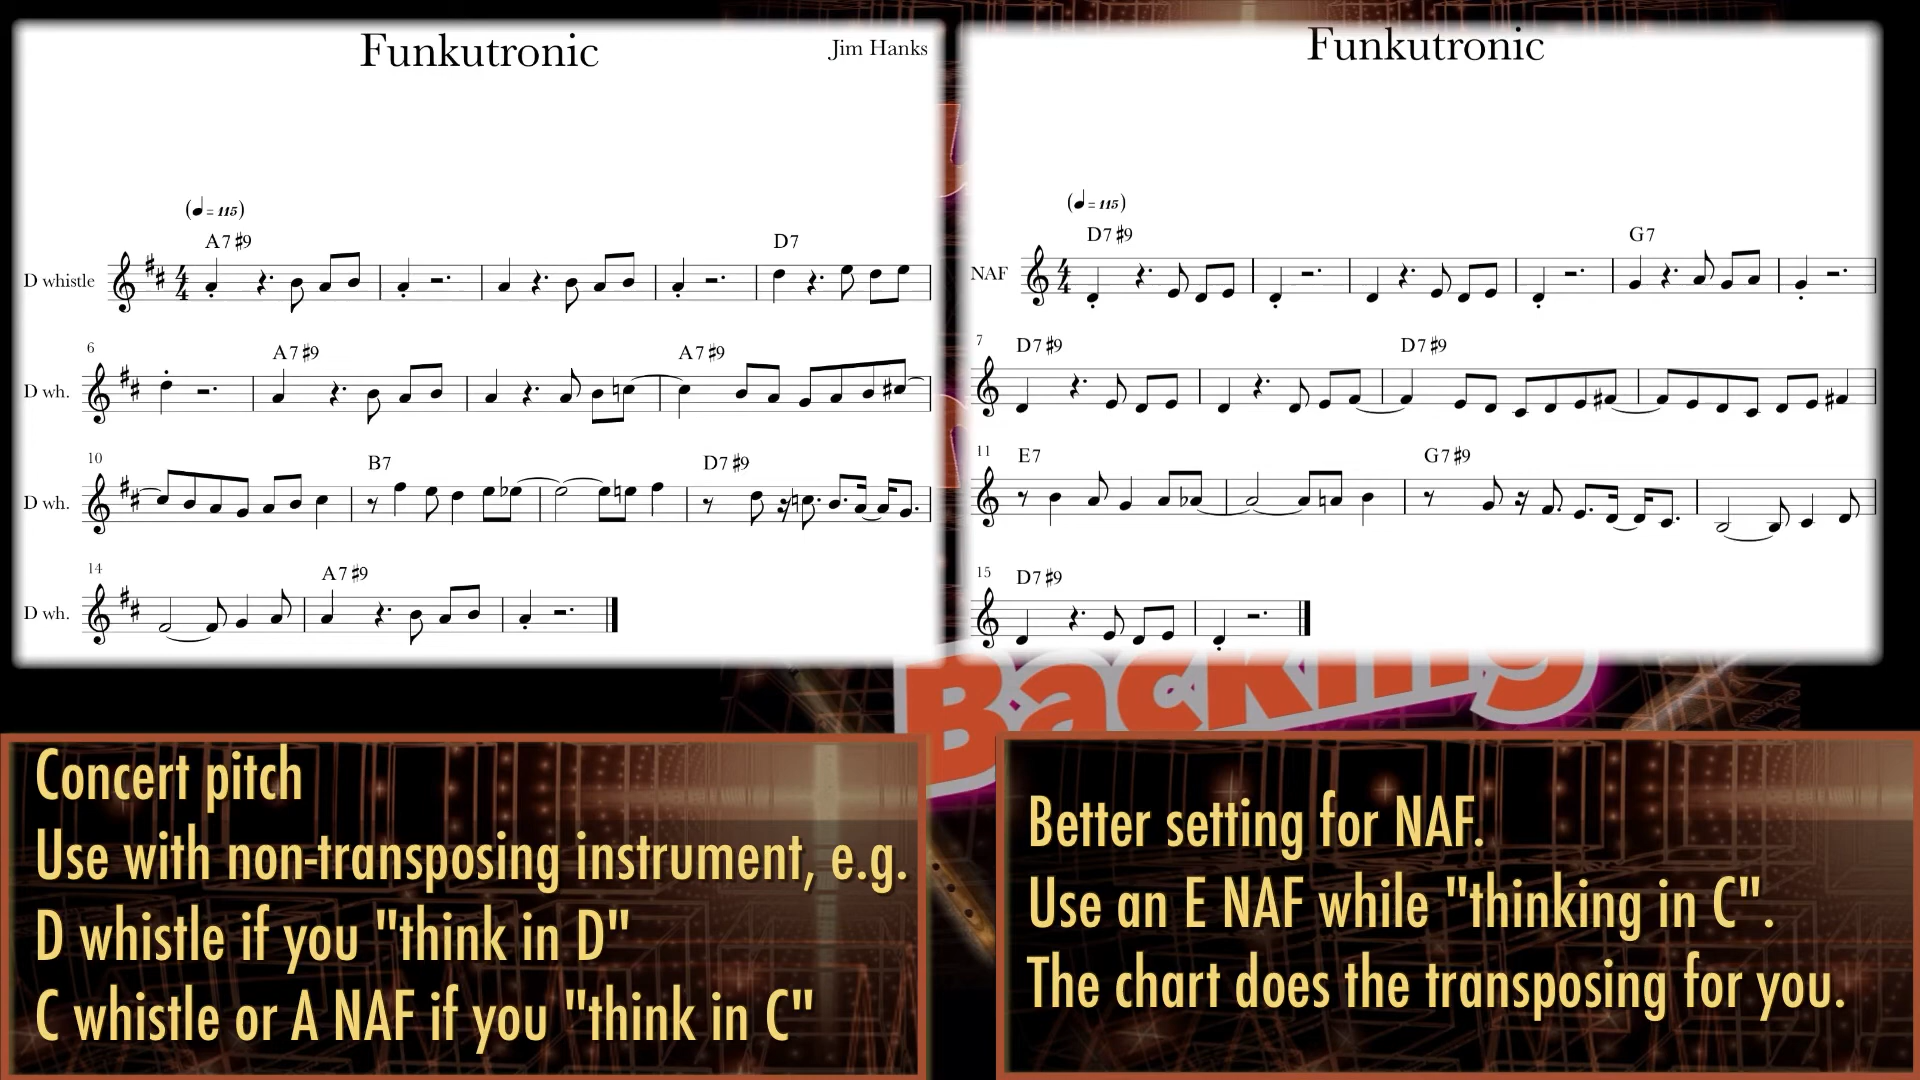 Funkutronic
Jim Hanks
(♩ = 115)
A7♯9
D7
D whistle
6
A7♯9
A7♯9
D wh.
10
B7
D7♯9
D wh.
14
A7♯9
D wh.
Funkutronic
(♩ = 115)
D7♯9
G7
NAF
7
D7♯9
D7♯9
11
E7
G7♯9
15
D7♯9
Backing
Concert pitch
Use with non-transposing instrument, e.g.
D whistle if you "think in D"
C whistle or A NAF if you "think in C"
Better setting for NAF.
Use an E NAF while "thinking in C".
The chart does the transposing for you.